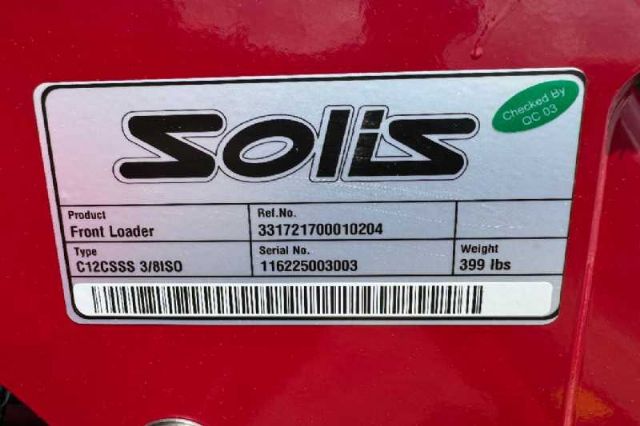 Solis
Checked By
QC 03
Product
Front Loader
Ref.No.
331721700010204
Type
C12CSSS 3/8ISO
Serial No.
116225003003
Weight
399 lbs